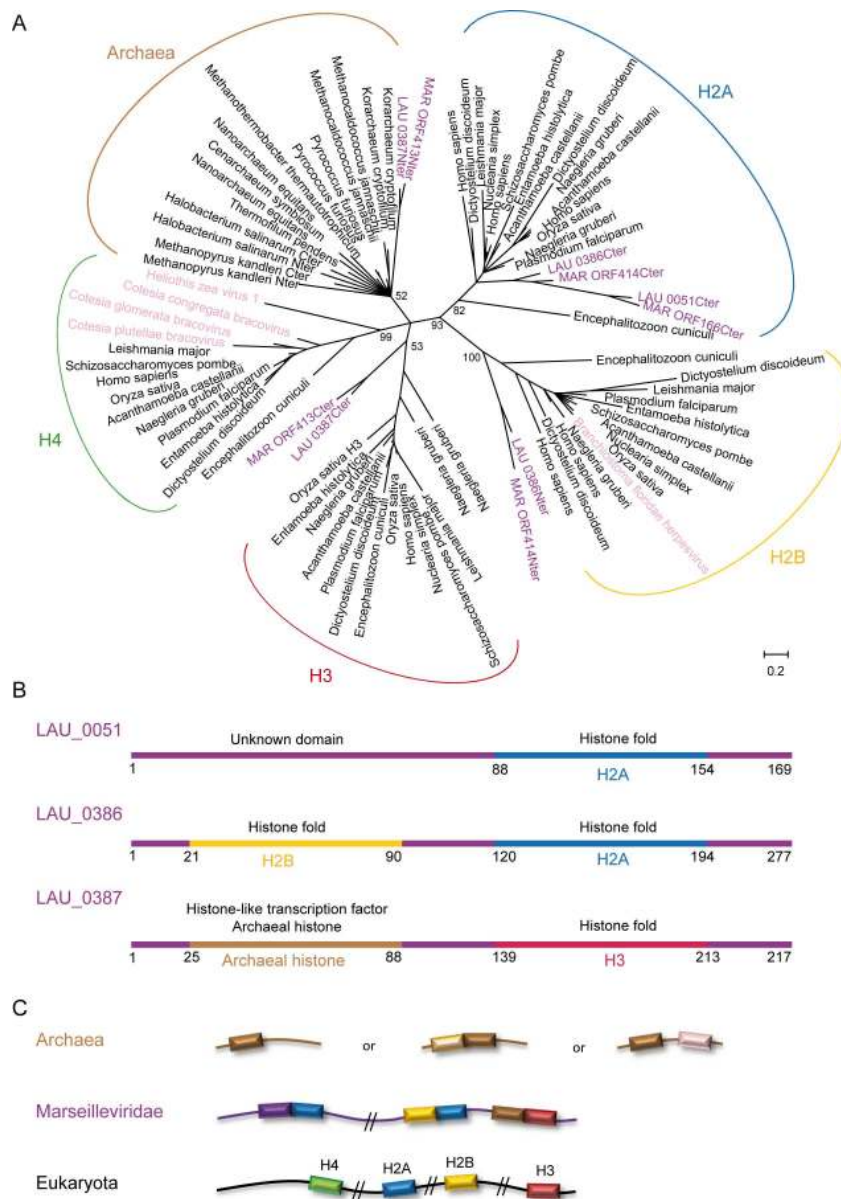 A
Archaea
Methanothermobacter thermautotrophicum
Nanoarchaeum equitans
Cenarchaeum symbiosum
Nanoarchaeum equitans
Thermofilum pendens
Halobacterium salinarum Cter
Halobacterium salinarum Nter
Methanopyrus kandleri Cter
Methanopyrus kandleri Nter
Pyrococcus furiosus
Pyrococcus furiosus
Methanocaldococcus jannaschii
Methanocaldococcus jannaschii
Korarchaeum cryptofilum
Korarchaeum cryptofilum
LAU 0387Nter
MAR ORF413Nter
H2A
Homo sapiens
Dictyostelium discoideum
Leishmania major
Nuclearia simplex
Homo sapiens
Schizosaccharomyces pombe
Entamoeba histolytica
Acanthamoeba castellanii
Dictyostelium discoideum
Naegleria gruberi
Acanthamoeba castellanii
Homo sapiens
Oryza sativa
Naegleria gruberi
Plasmodium falciparum
LAU 0386Cter
MAR ORF414Cter
LAU 0051Cter
MAR ORF166Cter
Encephalitozoon cuniculi
52
82
93
99
53
100
H4
Heliothis zea virus 1
Cotesia congregata bracovirus
Cotesia glomerata bracovirus
Cotesia plutellae bracovirus
Leishmania major
Schizosaccharomyces pombe
Homo sapiens
Oryza sativa
Acanthamoeba castellanii
Naegleria gruberi
Plasmodium falciparum
Entamoeba histolytica
Dictyostelium discoideum
Encephalitozoon cuniculi
MAR ORF413Cter
LAU 0387Cter
Oryza sativa H3
Entamoeba histolytica
Naegleria gruberi
Acanthamoeba castellanii
Plasmodium falciparum
Dictyostelium discoideum
Encephalitozoon cuniculi
Oryza sativa
Homo sapiens
Nuclearia simplex
Schizosaccharomyces pombe
Leishmania major
Naegleria gruberi
Naegleria gruberi
H3
LAU 0386Nter
MAR ORF414Nter
Homo sapiens
Dictyostelium discoideum
Homo sapiens
Naegleria gruberi
Branchiostoma floridae herpesvirus
Oryza sativa
Nuclearia simplex
Acanthamoeba castellanii
Schizosaccharomyces pombe
Entamoeba histolytica
Plasmodium falciparum
Leishmania major
Dictyostelium discoideum
Encephalitozoon cuniculi
H2B
0.2
B
LAU_0051
Unknown domain Histone fold
1 88 154 169
H2A
LAU_0386
Histone fold Histone fold
1 21 90 120 194 277
H2B H2A
LAU_0387
Histone-like transcription factor
Archaeal histone Histone fold
1 25 88 139 213 217
Archaeal histone H3
C
Archaea or or
Marseilleviridae
Eukaryota H4 H2A H2B H3